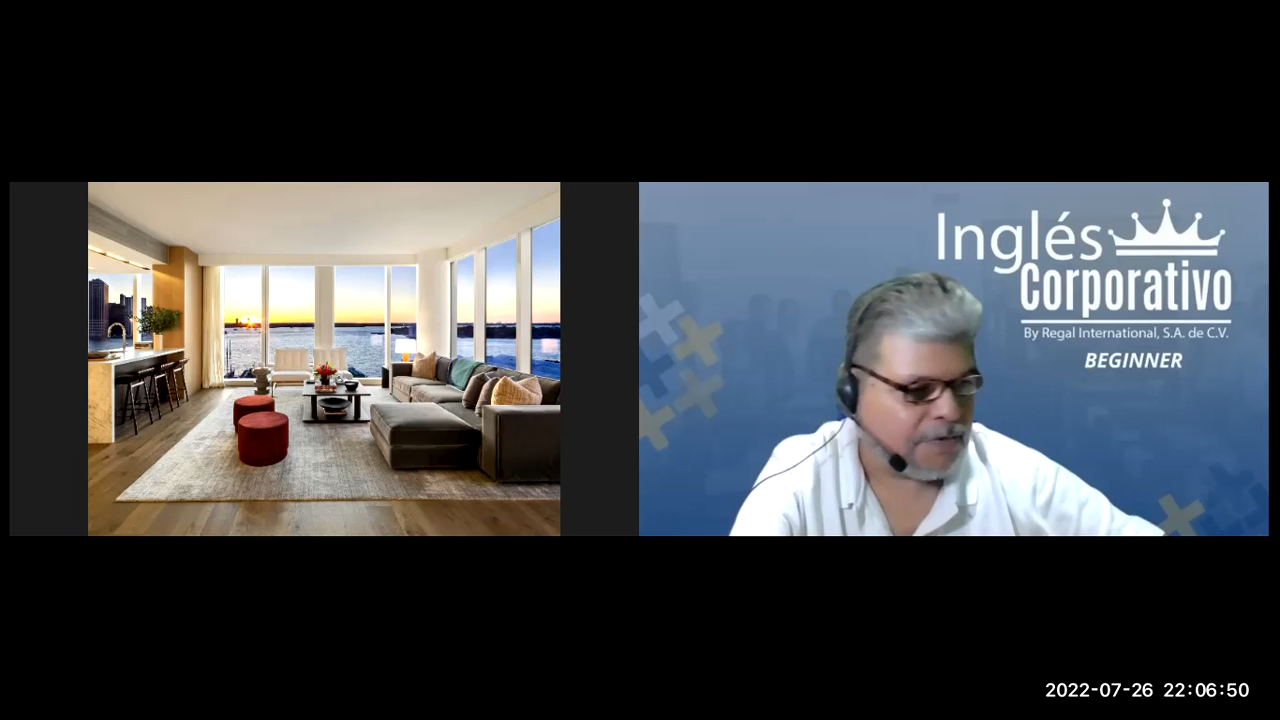 Inglés
Corporativo
By Regal International, S.A. de C.V.
BEGINNER
2022-07-26 22:06:50